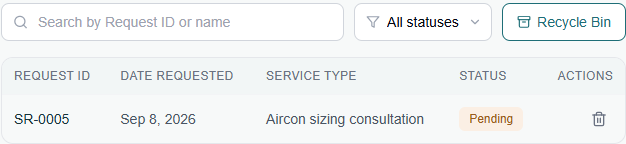 Search by Request ID or name All statuses Recycle Bin
REQUEST ID DATE REQUESTED SERVICE TYPE STATUS ACTIONS
SR-0005 Sep 8, 2026 Aircon sizing consultation Pending